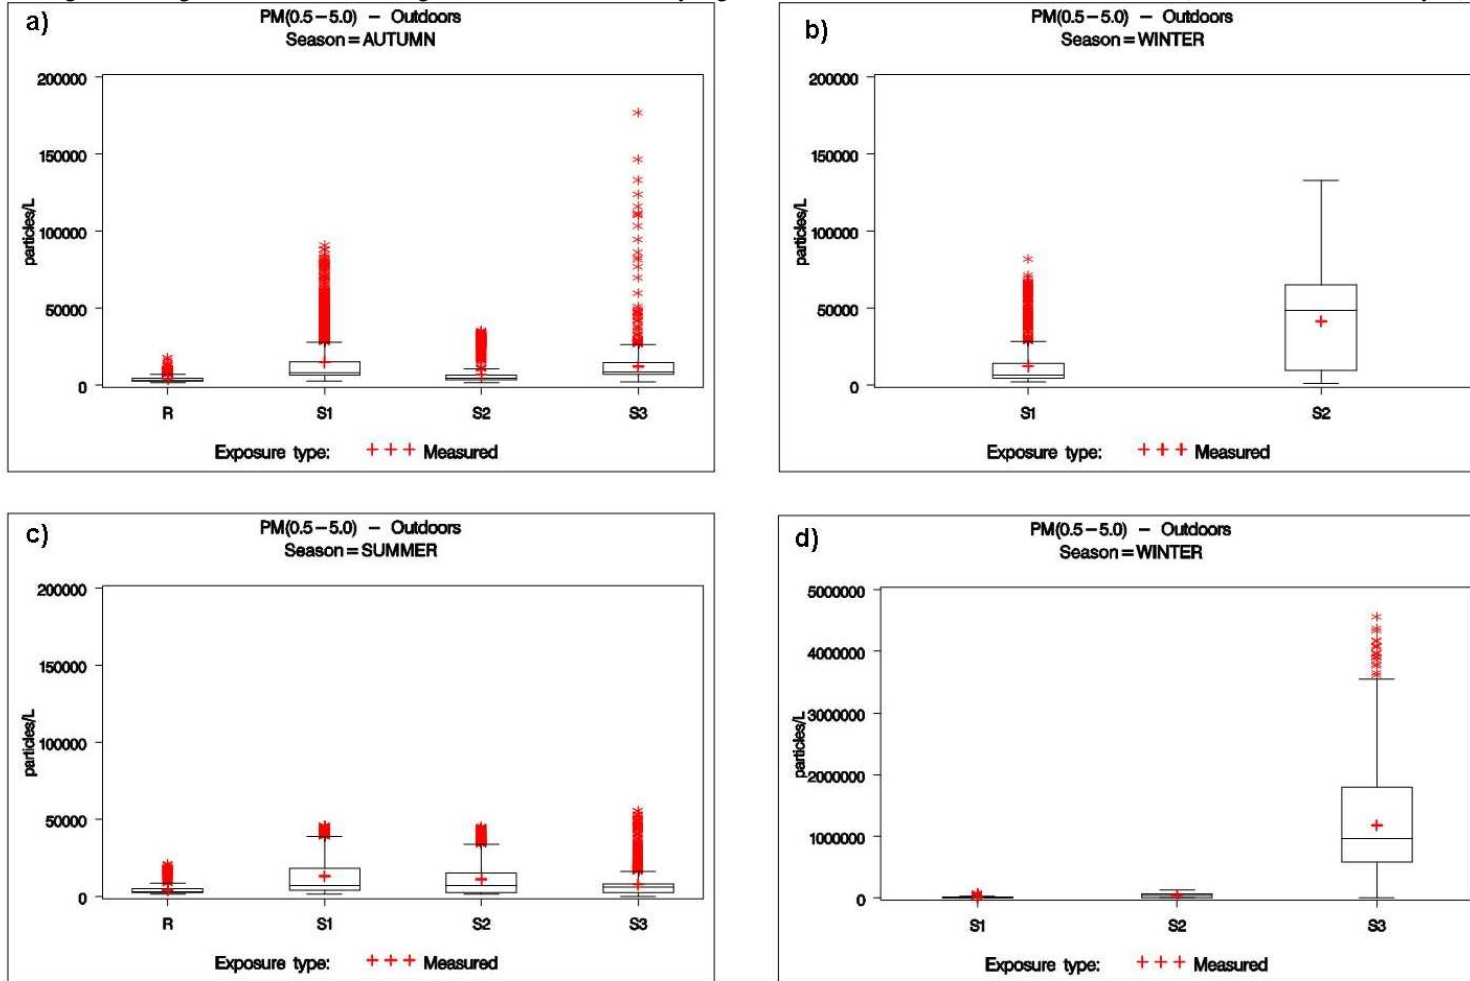 a)
PM(0.5−5.0) − Outdoors
Season=AUTUMN
200000
150000
100000
50000
0
particles/L
R S1 S2 S3
Exposure type: +++ Measured
b)
PM(0.5−5.0) − Outdoors
Season=WINTER
200000
150000
100000
50000
0
particles/L
S1 S2
Exposure type: +++ Measured
c)
PM(0.5−5.0) − Outdoors
Season=SUMMER
200000
150000
100000
50000
0
particles/L
R S1 S2 S3
Exposure type: +++ Measured
d)
PM(0.5−5.0) − Outdoors
Season=WINTER
5000000
4000000
3000000
2000000
1000000
0
particles/L
S1 S2 S3
Exposure type: +++ Measured